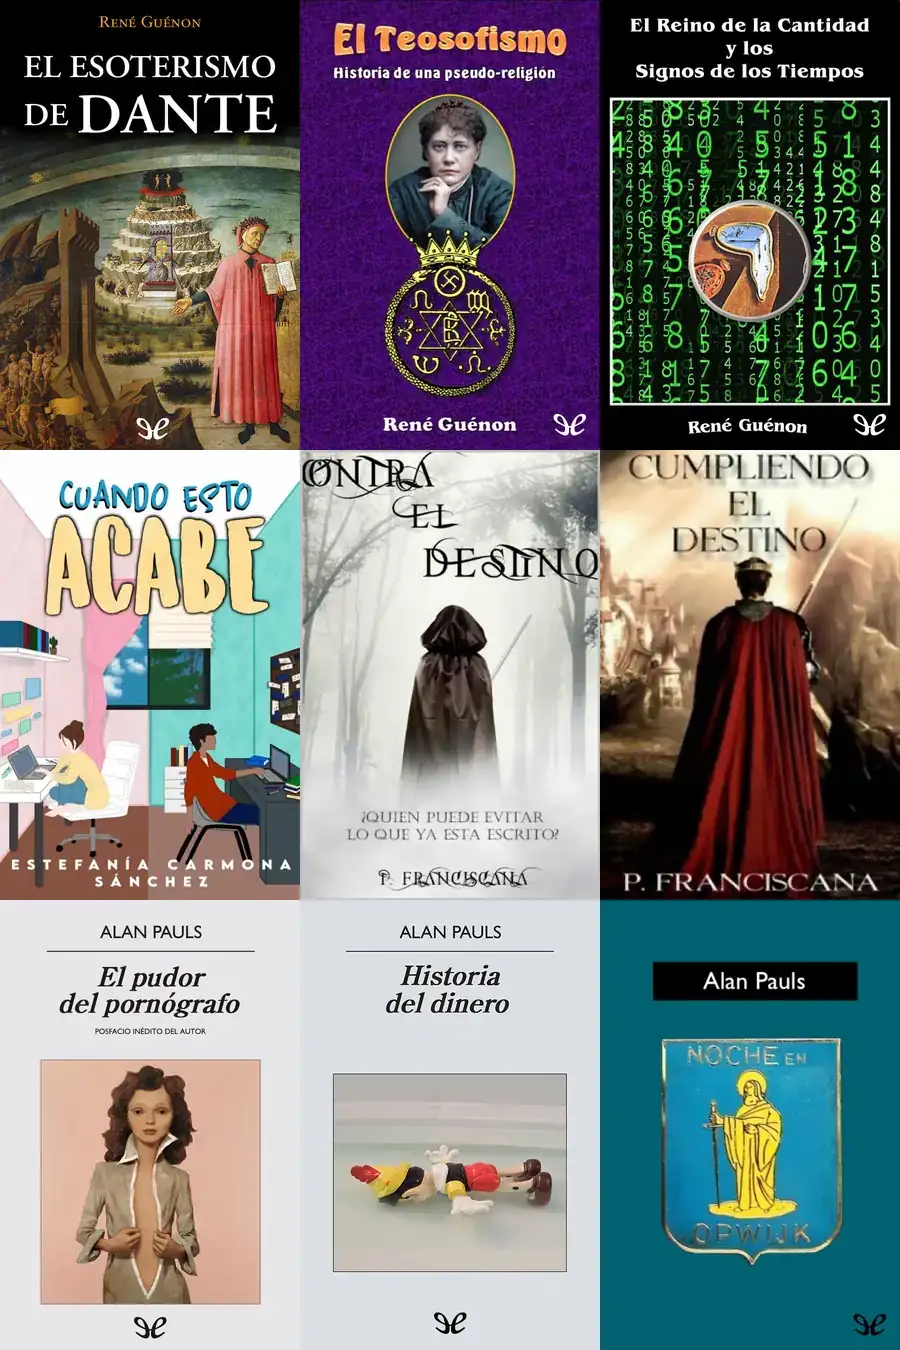 RENÉ GUÉNON
EL ESOTERISMO
DE DANTE
El Teosofismo
Historia de una pseudo-religión
René Guénon
El Reino de la Cantidad
y los
Signos de los Tiempos
René Guénon
CUANDO ESTO
ACABE
ESTEFANÍA CARMONA
SÁNCHEZ
ONTRA
EL
DESTINO
¿QUIEN PUEDE EVITAR
LO QUE YA ESTA ESCRITO?
P. FRANCISCANA
CUMPLIENDO
EL
DESTINO
P. FRANCISCANA
ALAN PAULS
El pudor
del pornógrafo
POSFACIO INÉDITO DEL AUTOR
ALAN PAULS
Historia
del dinero
Alan Pauls
NOCHE EN
OPWIJK